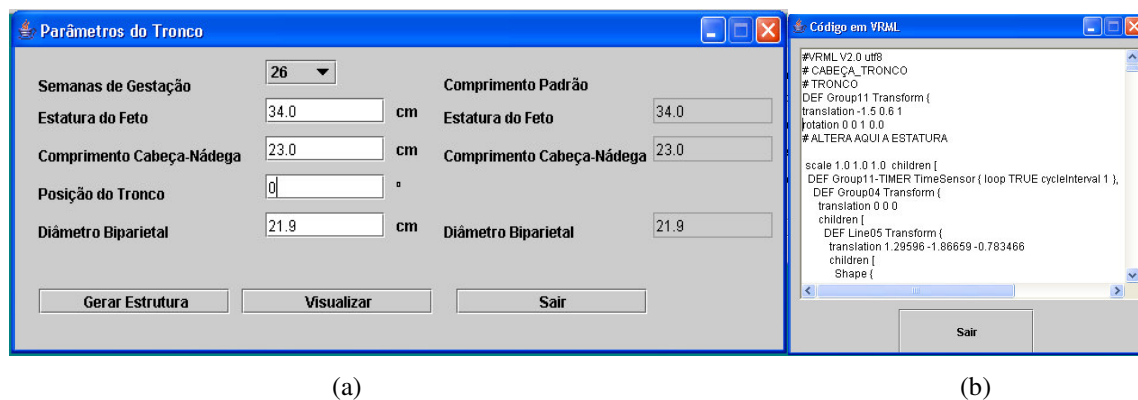 Parâmetros do Tronco
Semanas de Gestação 26 Comprimento Padrão
Estatura do Feto 34.0 cm Estatura do Feto 34.0
Comprimento Cabeça-Nádega 23.0 cm Comprimento Cabeça-Nádega 23.0
Posição do Tronco 0 º
Diâmetro Biparietal 21.9 cm Diâmetro Biparietal 21.9
Gerar Estrutura Visualizar Sair
(a)
Código em VRML
#VRML V2.0 utf8
# CABEÇA_TRONCO
# TRONCO
DEF Group11 Transform {
translation -1.5 0.6 1
rotation 0 0 1 0.0
# ALTERA AQUI A ESTATURA
scale 1.0 1.0 1.0 children [
DEF Group11-TIMER TimeSensor { loop TRUE cycleInterval 1 },
DEF Group04 Transform {
translation 0 0 0
children [
DEF Line05 Transform {
translation 1.29596 -1.86659 -0.783466
children [
Shape {
Sair
(b)